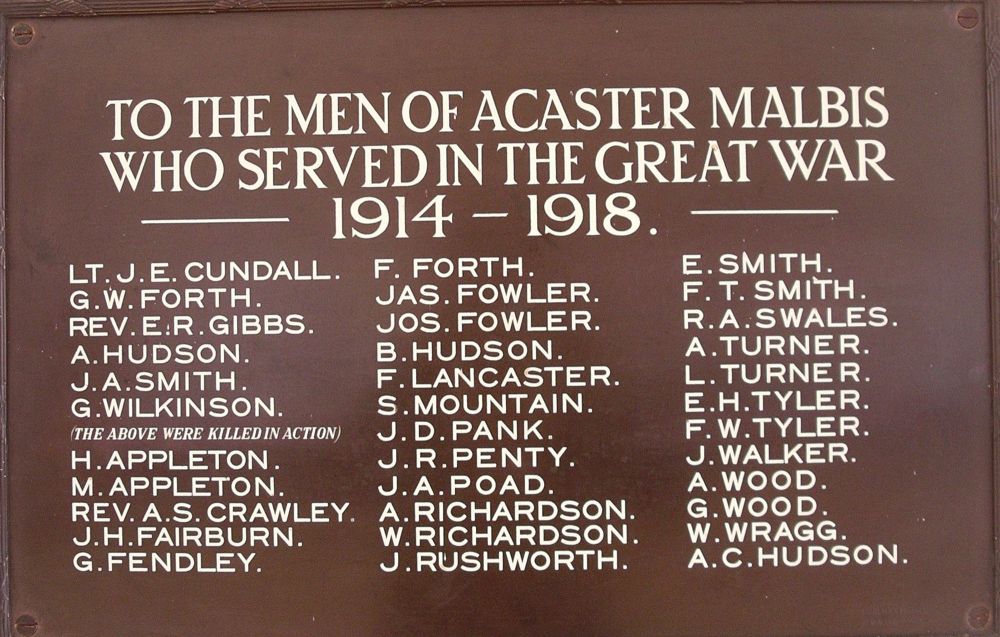 TO THE MEN OF ACASTER MALBIS
WHO SERVED IN THE GREAT WAR
1914 – 1918.
LT. J. E. CUNDALL.
G. W. FORTH.
REV. E. R. GIBBS.
A. HUDSON.
J. A. SMITH.
G. WILKINSON.
(THE ABOVE WERE KILLED IN ACTION)
H. APPLETON.
M. APPLETON.
REV. A. S. CRAWLEY.
J. H. FAIRBURN.
G. FENDLEY.
F. FORTH.
JAS. FOWLER.
JOS. FOWLER.
B. HUDSON.
F. LANCASTER.
S. MOUNTAIN.
J. D. PANK.
J. R. PENTY.
J. A. POAD.
A. RICHARDSON.
W. RICHARDSON.
J. RUSHWORTH.
E. SMITH.
F. T. SMITH.
R. A. SWALES.
A. TURNER.
L. TURNER.
E. H. TYLER.
F. W. TYLER.
J. WALKER.
A. WOOD.
G. WOOD.
W. WRAGG.
A. C. HUDSON.